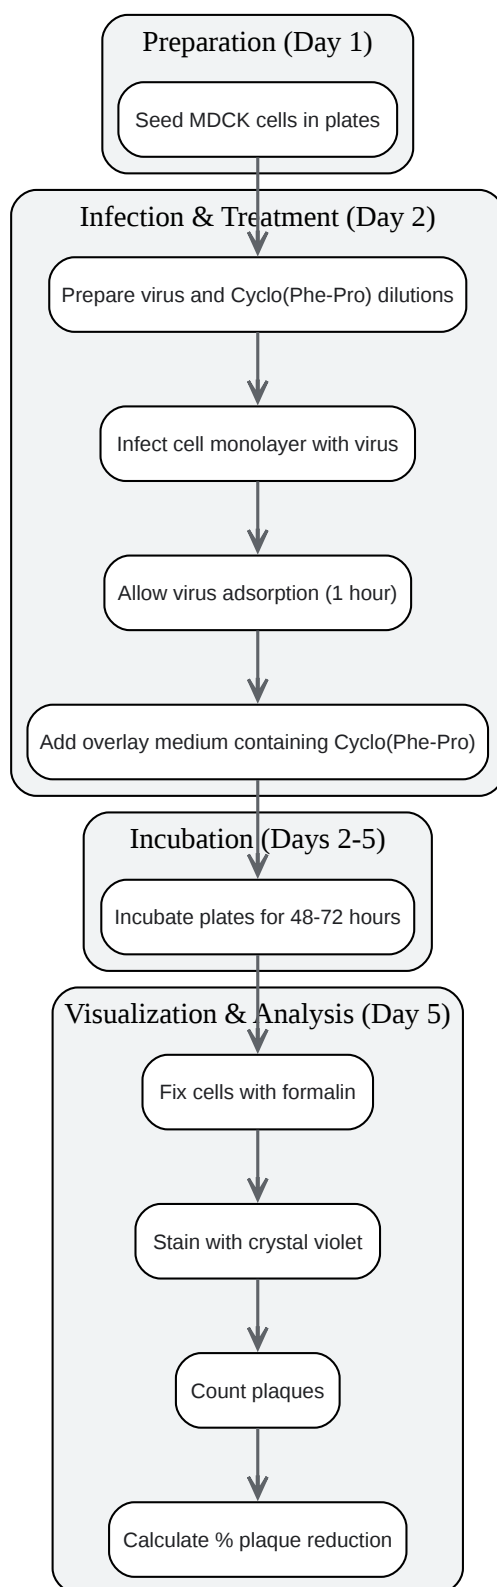 Preparation (Day 1)
Seed MDCK cells in plates
Infection & Treatment (Day 2)
Prepare virus and Cyclo(Phe-Pro) dilutions
Infect cell monolayer with virus
Allow virus adsorption (1 hour)
Add overlay medium containing Cyclo(Phe-Pro)
Incubation (Days 2-5)
Incubate plates for 48-72 hours
Visualization & Analysis (Day 5)
Fix cells with formalin
Stain with crystal violet
Count plaques
Calculate % plaque reduction